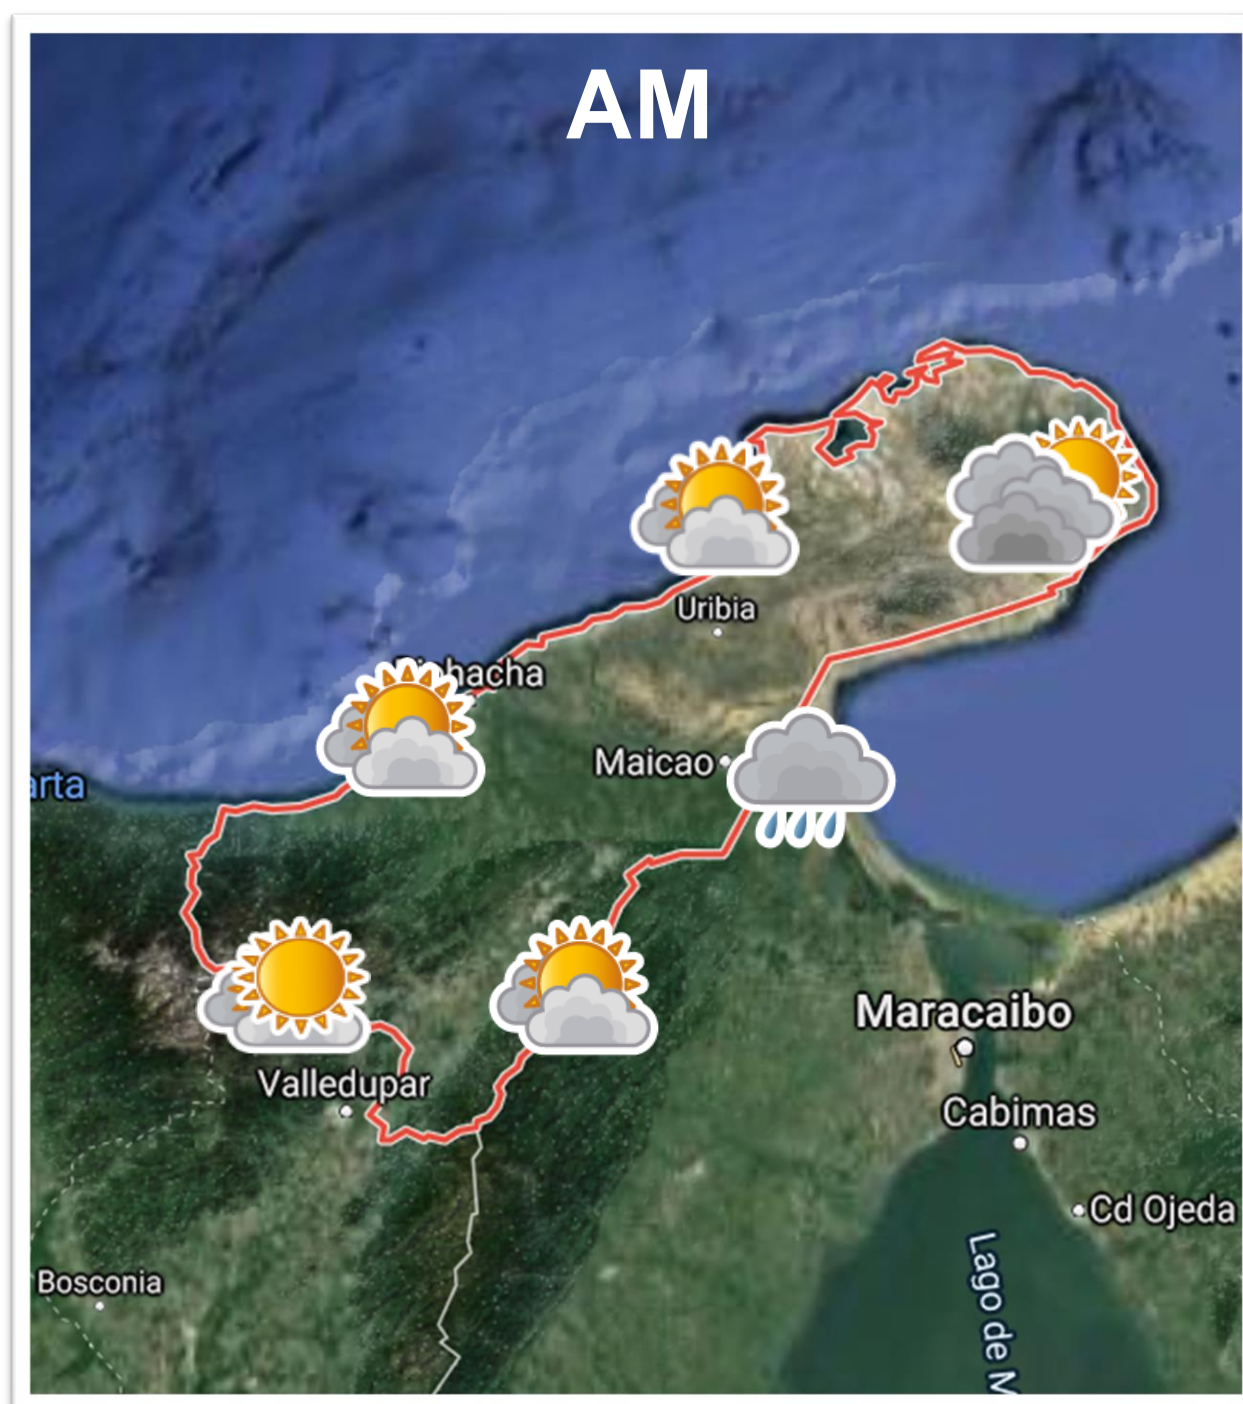 AM
Uribia
hacha
Maicao
arta
Maracaibo
Valledupar
Cabimas
Cd Ojeda
Lago de M
Bosconia